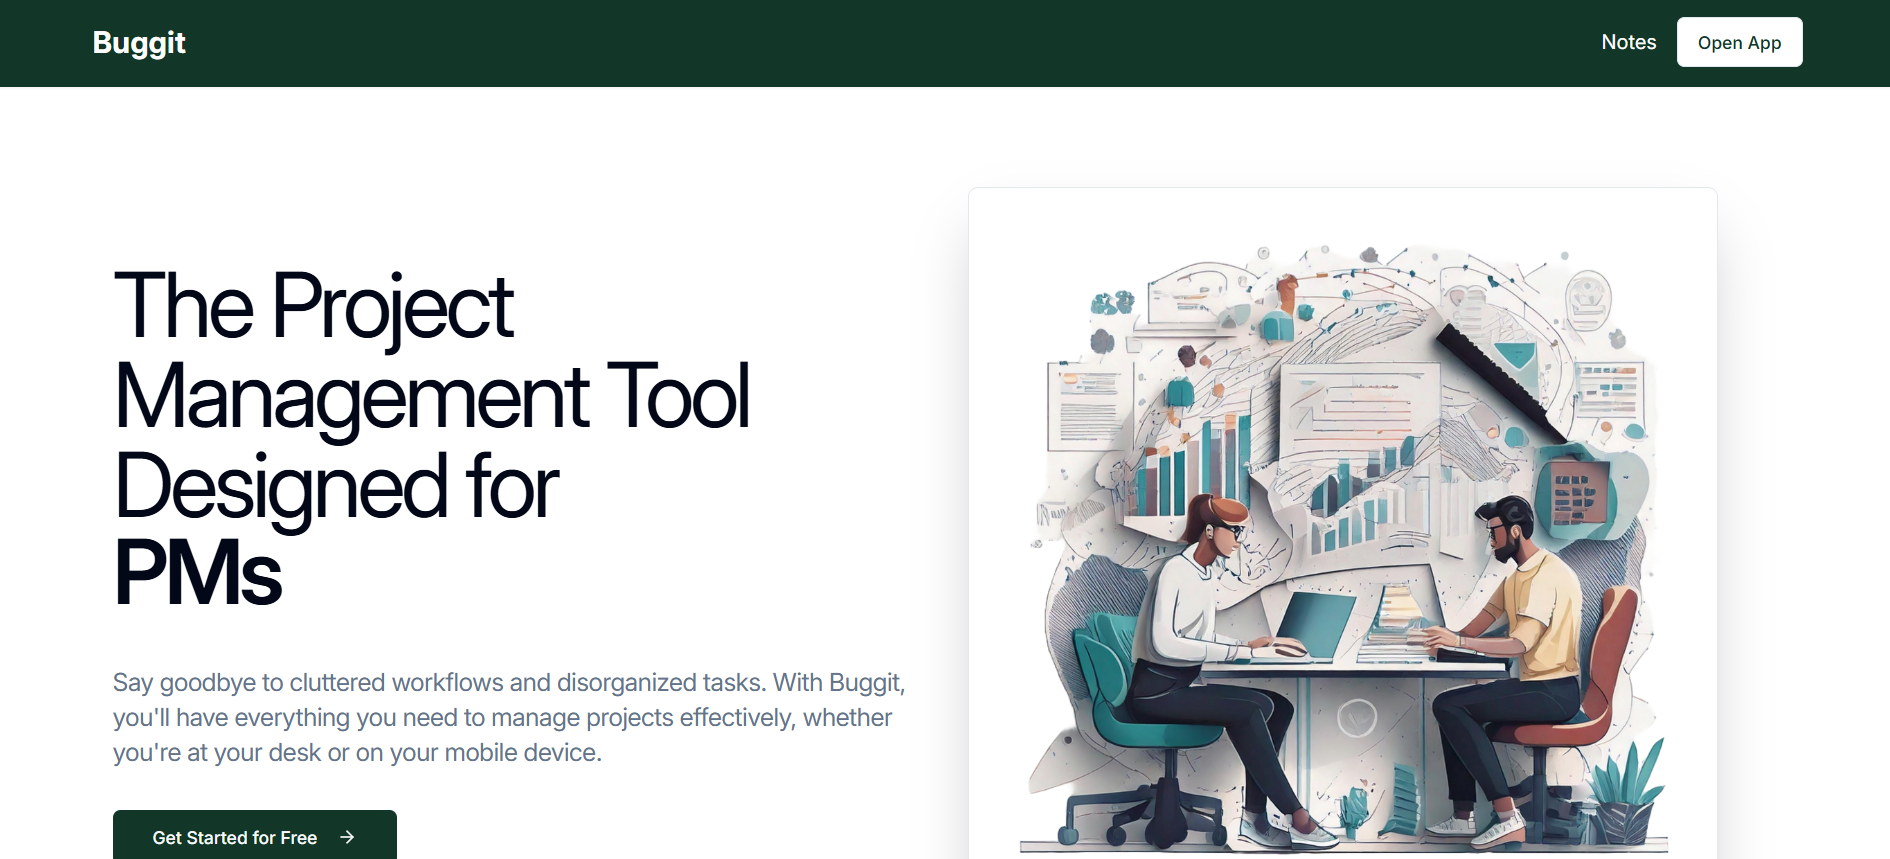 Buggit
Notes
Open App
The Project
Management Tool
Designed for
PMs
Say goodbye to cluttered workflows and disorganized tasks. With Buggit,
you'll have everything you need to manage projects effectively, whether
you're at your desk or on your mobile device.
Get Started for Free